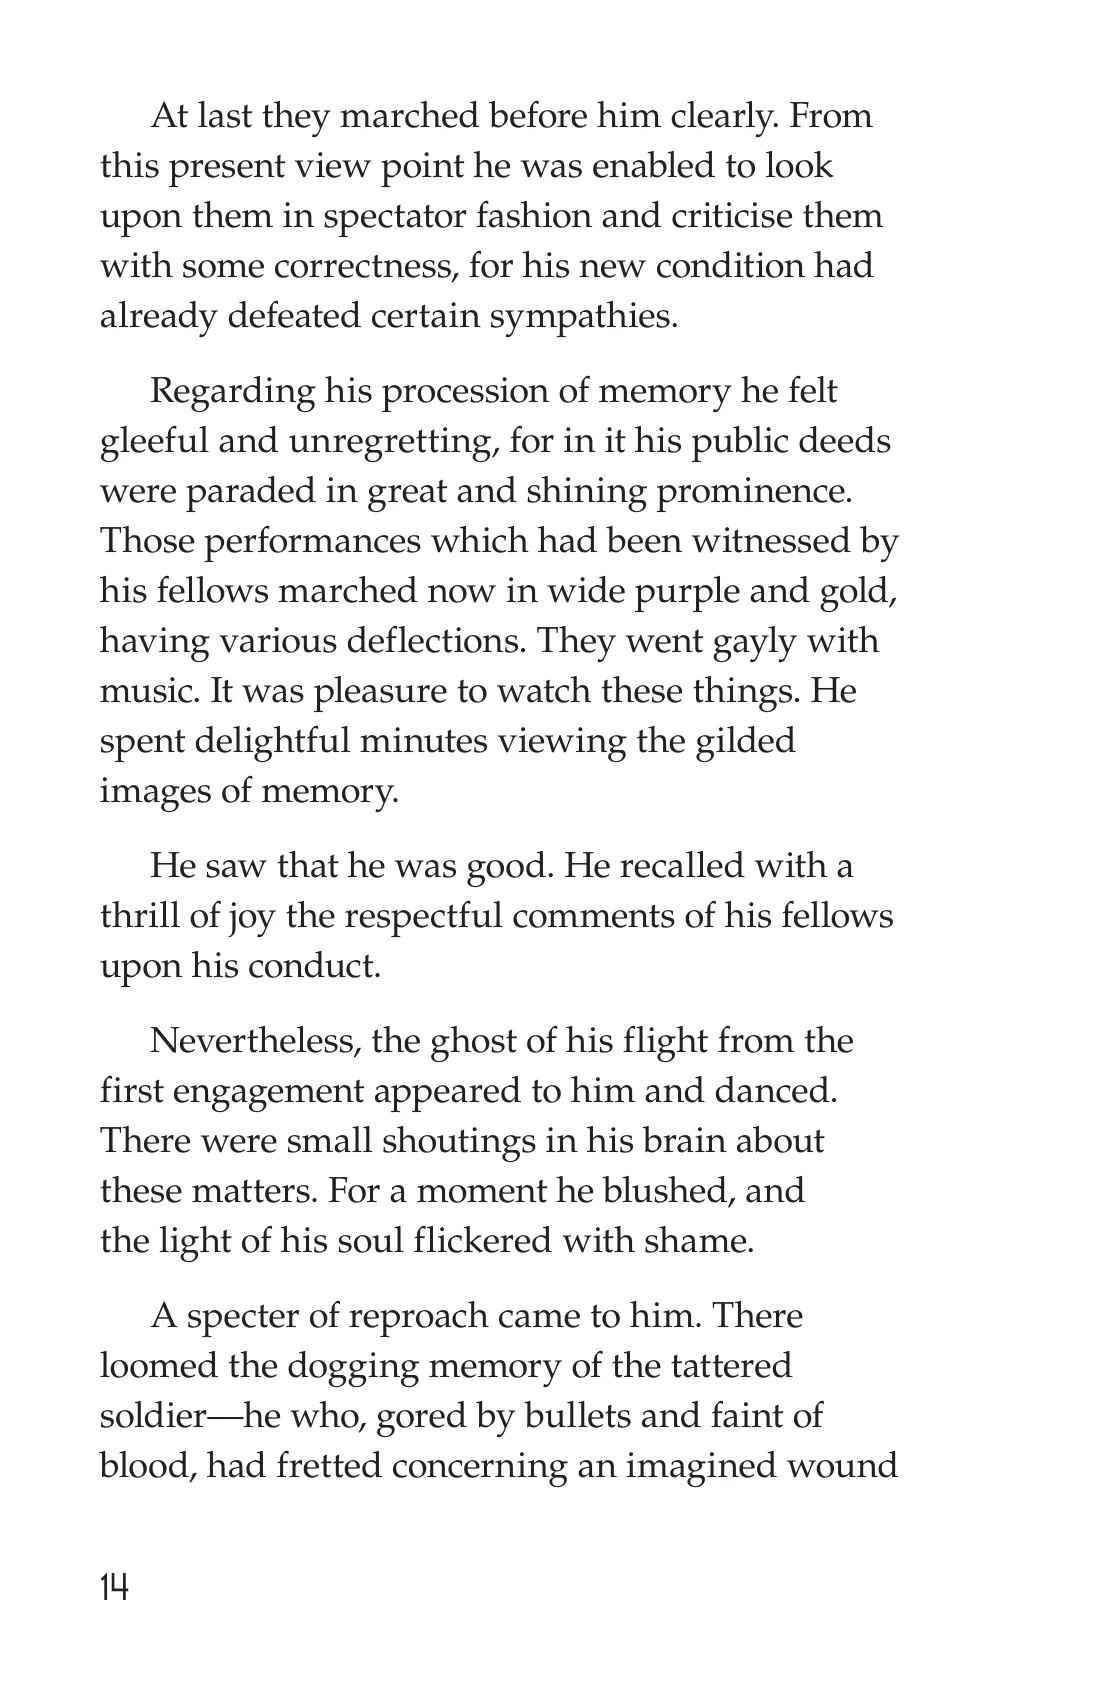 At last they marched before him clearly. From
this present view point he was enabled to look
upon them in spectator fashion and criticise them
with some correctness, for his new condition had
already defeated certain sympathies.
Regarding his procession of memory he felt
gleeful and unregretting, for in it his public deeds
were paraded in great and shining prominence.
Those performances which had been witnessed by
his fellows marched now in wide purple and gold,
having various deflections. They went gayly with
music. It was pleasure to watch these things. He
spent delightful minutes viewing the gilded
images of memory.
He saw that he was good. He recalled with a
thrill of joy the respectful comments of his fellows
upon his conduct.
Nevertheless, the ghost of his flight from the
first engagement appeared to him and danced.
There were small shoutings in his brain about
these matters. For a moment he blushed, and
the light of his soul flickered with shame.
A specter of reproach came to him. There
loomed the dogging memory of the tattered
soldier—he who, gored by bullets and faint of
blood, had fretted concerning an imagined wound
14